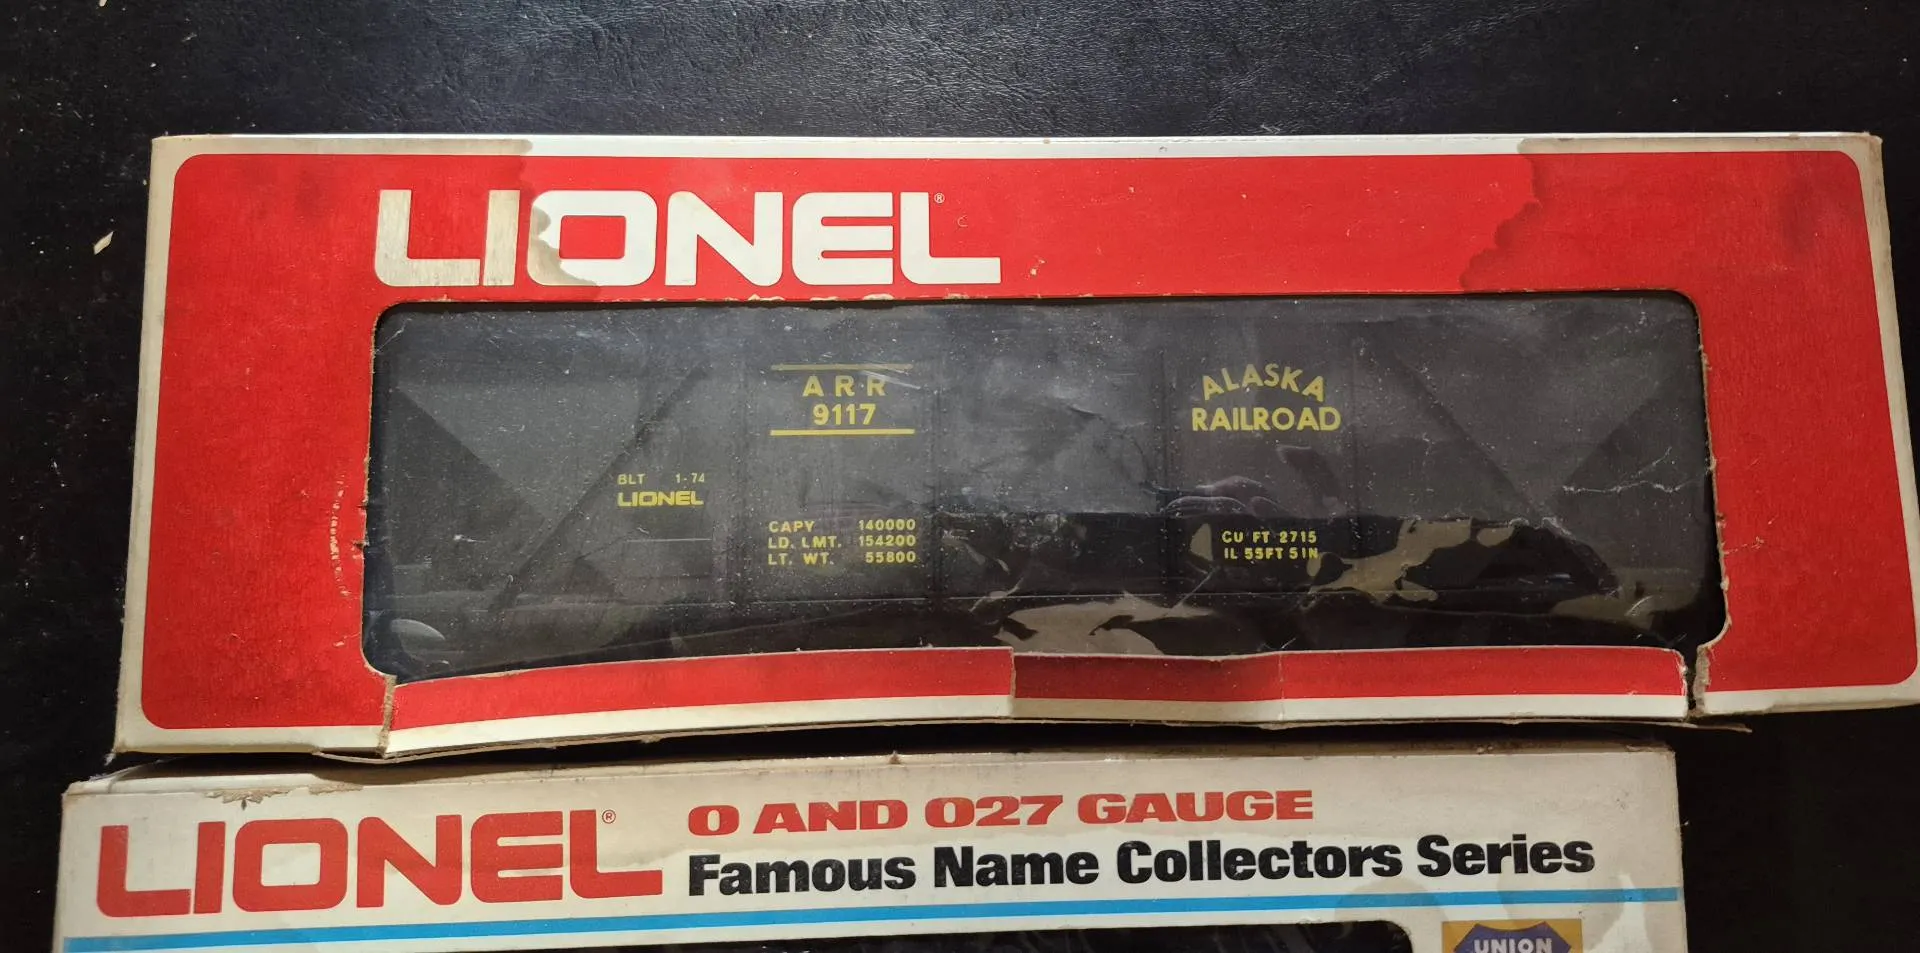 LIONEL®
A R R
9117
ALASKA
RAILROAD
BLT 1-74
LIONEL
CAPY 140000
LD. LMT. 154200
LT. WT. 55800
CU FT 2715
IL 55FT 5IN
LIONEL®
O AND O27 GAUGE
Famous Name Collectors Series
UNION